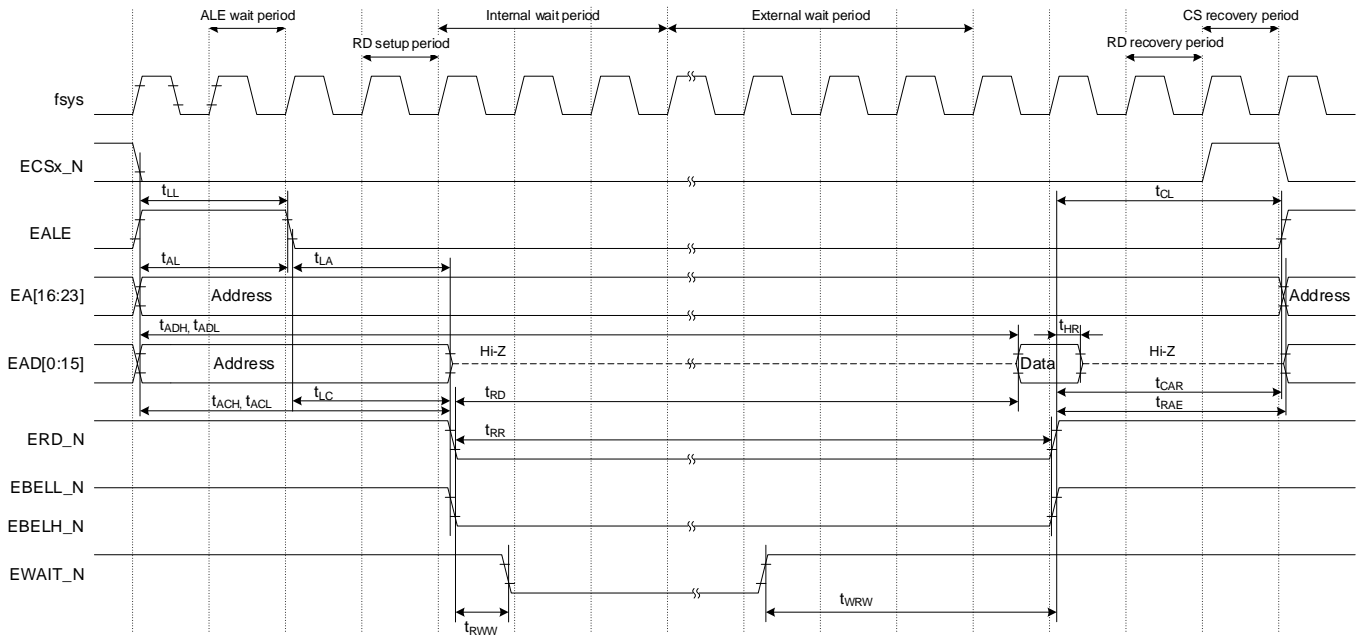 ALE wait period
Internal wait period
External wait period
CS recovery period
RD setup period
RD recovery period
fsys
ECSx_N
tLL
tCL
EALE
tAL
tLA
EA[16:23]
Address
Address
tADH, tADL
tHR
EAD[0:15]
Address
Hi-Z
Data
Hi-Z
tLC
tRD
tCAR
tACH, tACL
tRAE
ERD_N
tRR
EBELL_N
EBELH_N
EWAIT_N
tRWW
tWRW